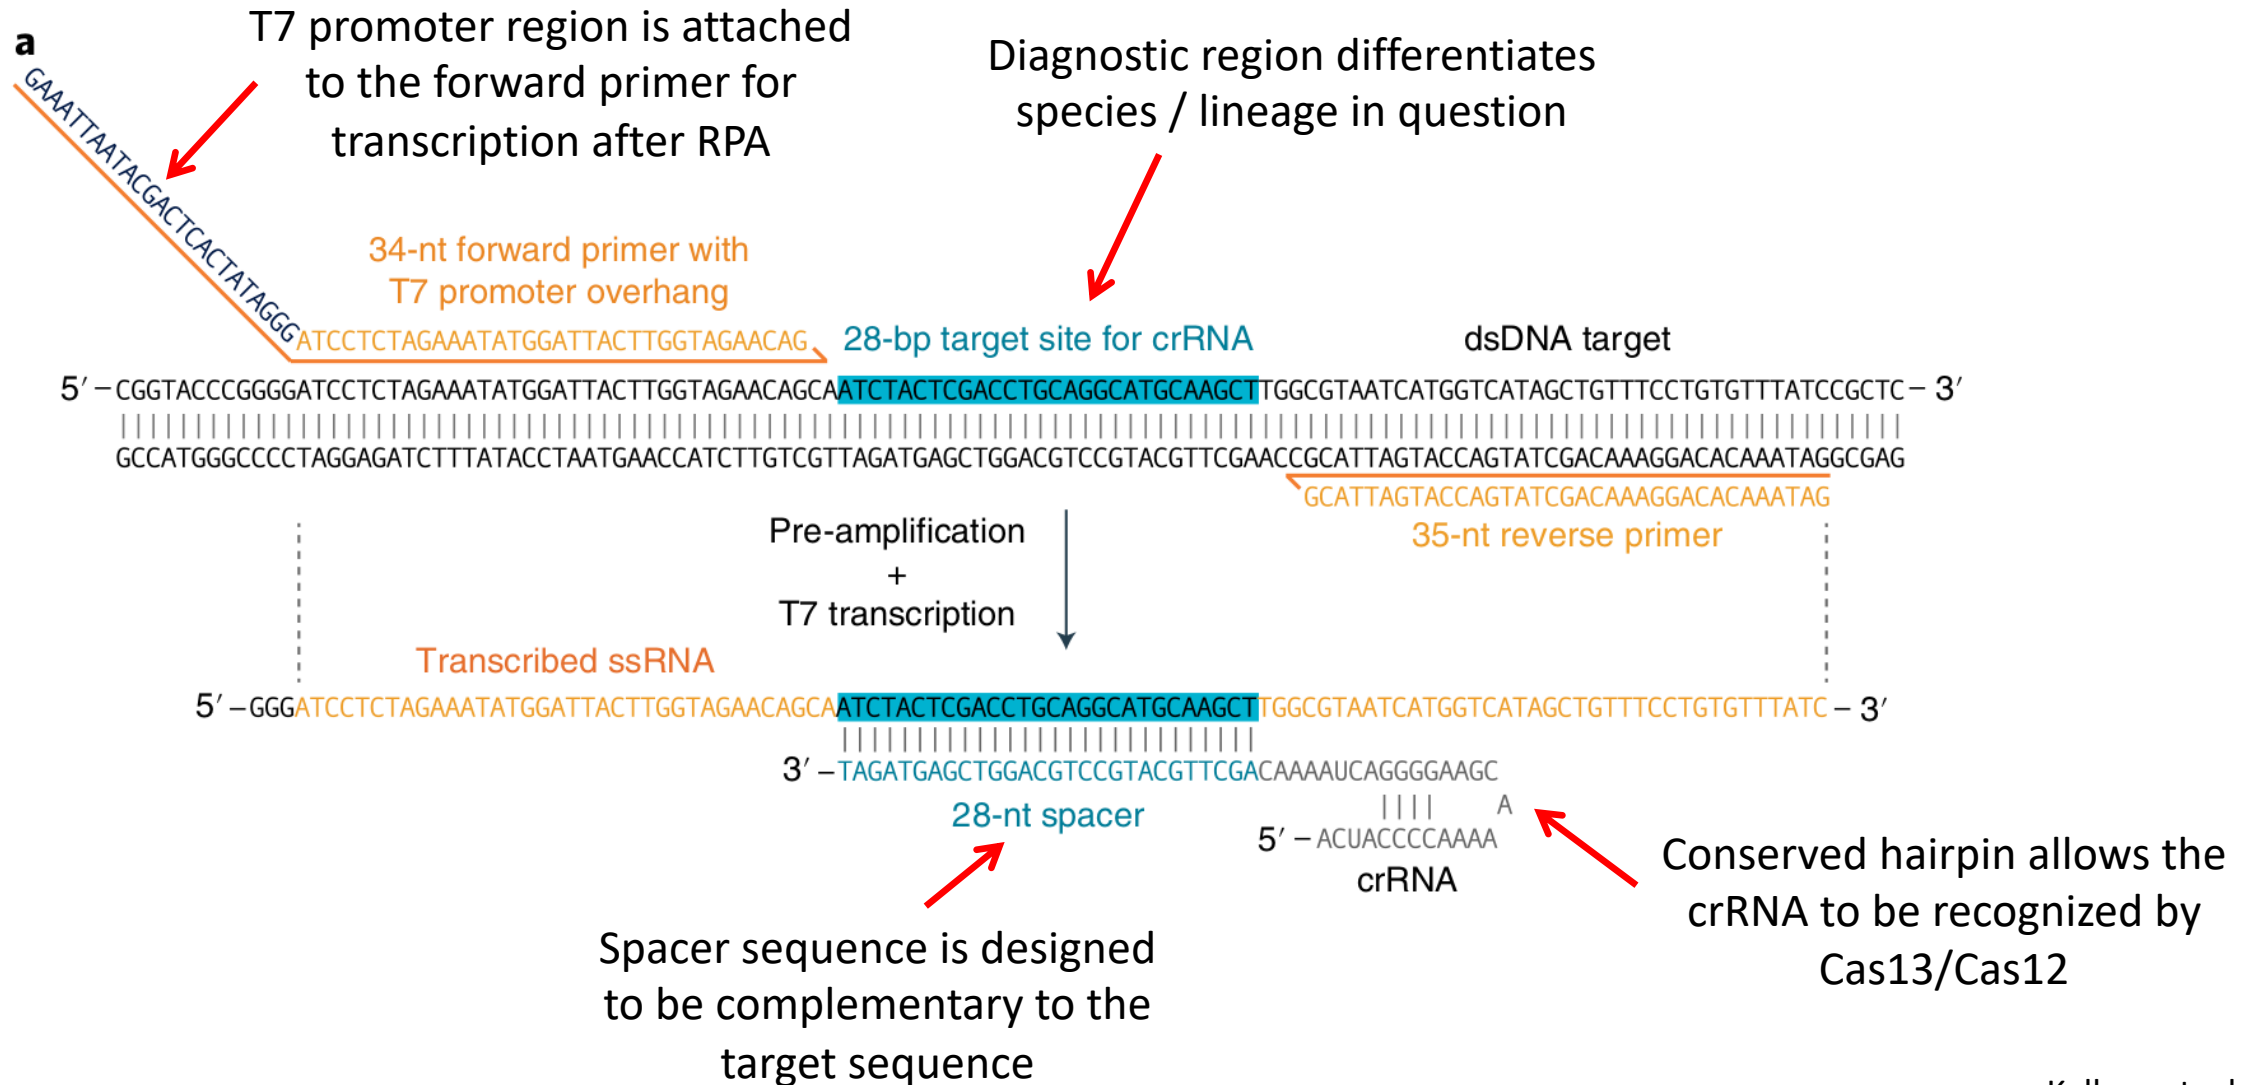 a
T7 promoter region is attached
to the forward primer for
transcription after RPA
Diagnostic region differentiates
species / lineage in question
GAAATTAATACGACTCACTATAGGG
34-nt forward primer with
T7 promoter overhang
ATCCTCTAGAAATATGGATTACTTGGTAGAACAG
28-bp target site for crRNA
dsDNA target
5′ – CGGTACCCGGGGATCCTCTAGAAATATGGATTACTTGGTAGAACAGCAATCTACTCGACCTGCAGGCATGCAAGCTTGGCGTAATCATGGTCATAGCTGTTTCCTGTGTTTATCCGCTC – 3′
GCCATGGGCCCCTAGGAGATCTTTATACCTAATGAACCATCTTGTCGTTAGATGAGCTGGACGTCCGTACGTTCGAACCGCATTAGTACCAGTATCGACAAAGGACACAAATAGGCGAG
GCATTAGTACCAGTATCGACAAAGGACACAAATAG
35-nt reverse primer
Pre-amplification
+
T7 transcription
Transcribed ssRNA
5′ – GGGATCCTCTAGAAATATGGATTACTTGGTAGAACAGCAATCTACTCGACCTGCAGGCATGCAAGCTTGGCGTAATCATGGTCATAGCTGTTTCCTGTGTTTATC – 3′
3′ – TAGATGAGCTGGACGTCCGTACGTTCGACAAAAUCAGGGGAAGC
28-nt spacer
A
5′ – ACUACCCCAAAA
crRNA
Conserved hairpin allows the
crRNA to be recognized by
Cas13/Cas12
Spacer sequence is designed
to be complementary to the
target sequence